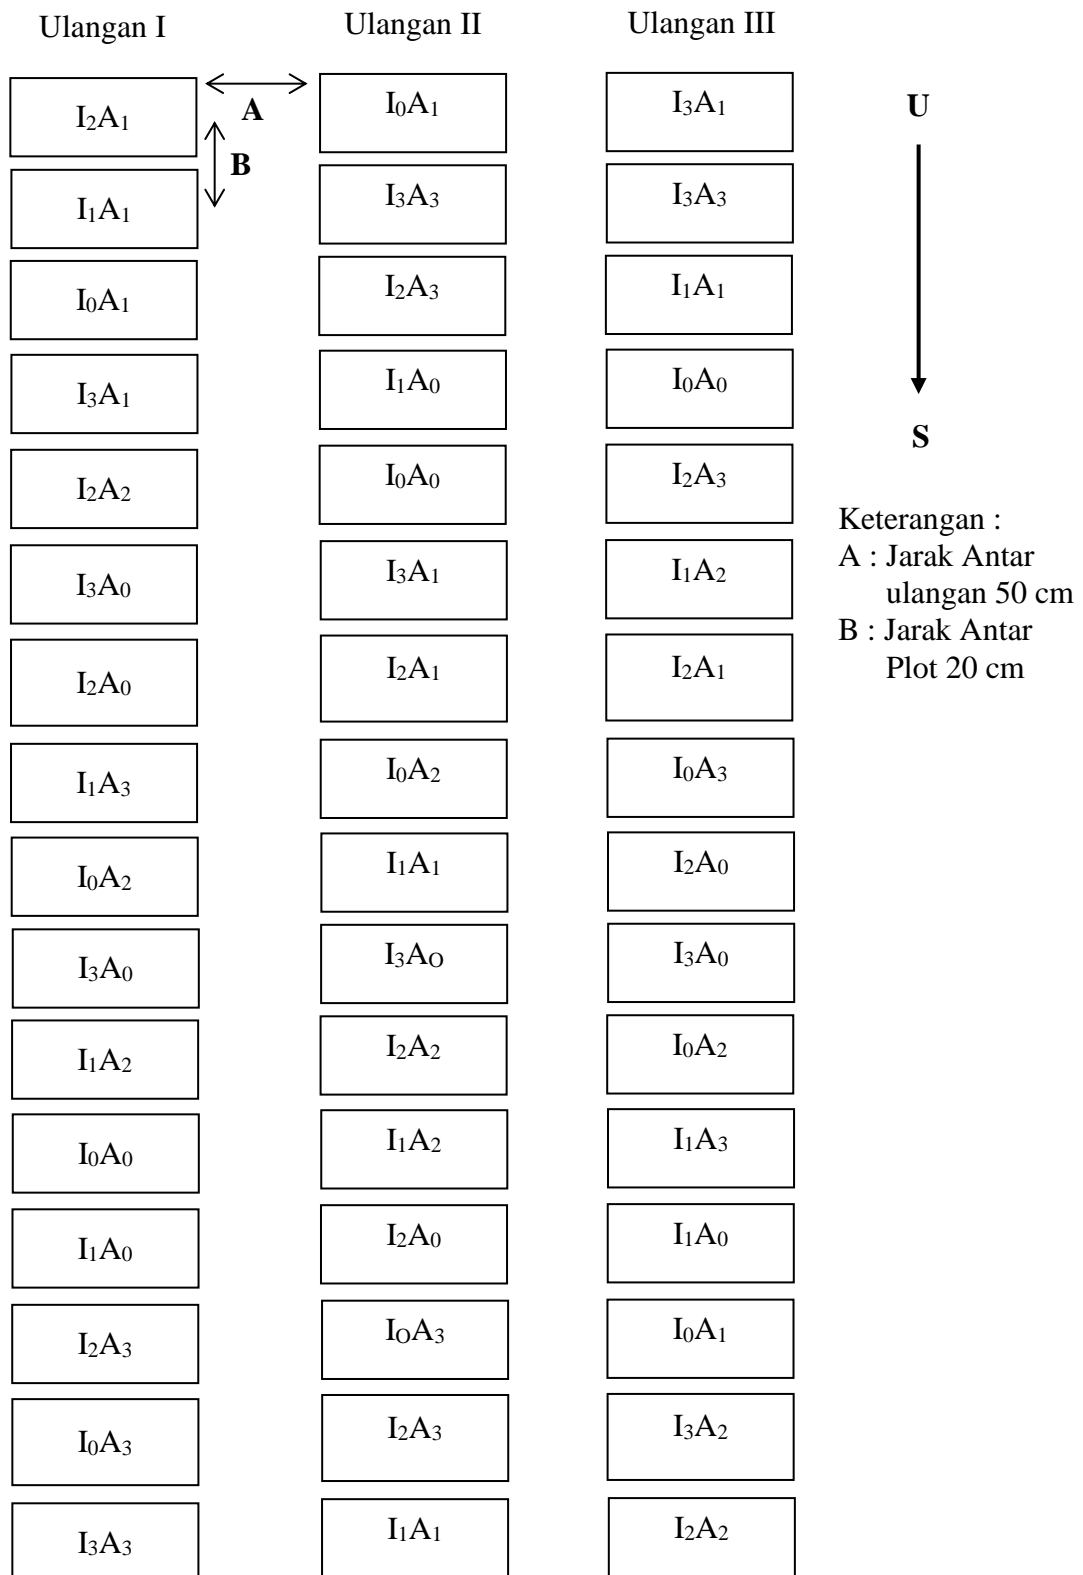 Ulangan I Ulangan II Ulangan III
I₂A₁ A I₀A₁ I₃A₁ U
B
I₁A₁ I₃A₃ I₃A₃
I₀A₁ I₂A₃ I₁A₁
I₃A₁ I₁A₀ I₀A₀
S
I₂A₂ I₀A₀ I₂A₃
Keterangan :
A : Jarak Antar
ulangan 50 cm
B : Jarak Antar
Plot 20 cm
I₃A₀ I₃A₁ I₁A₂
I₂A₀ I₂A₁ I₂A₁
I₁A₃ I₀A₂ I₀A₃
I₀A₂ I₁A₁ I₂A₀
I₃A₀ I₃A_O I₃A₀
I₁A₂ I₂A₂ I₀A₂
I₀A₀ I₁A₂ I₁A₃
I₁A₀ I₂A₀ I₁A₀
I₂A₃ I_OA₃ I₀A₁
I₀A₃ I₂A₃ I₃A₂
I₃A₃ I₁A₁ I₂A₂